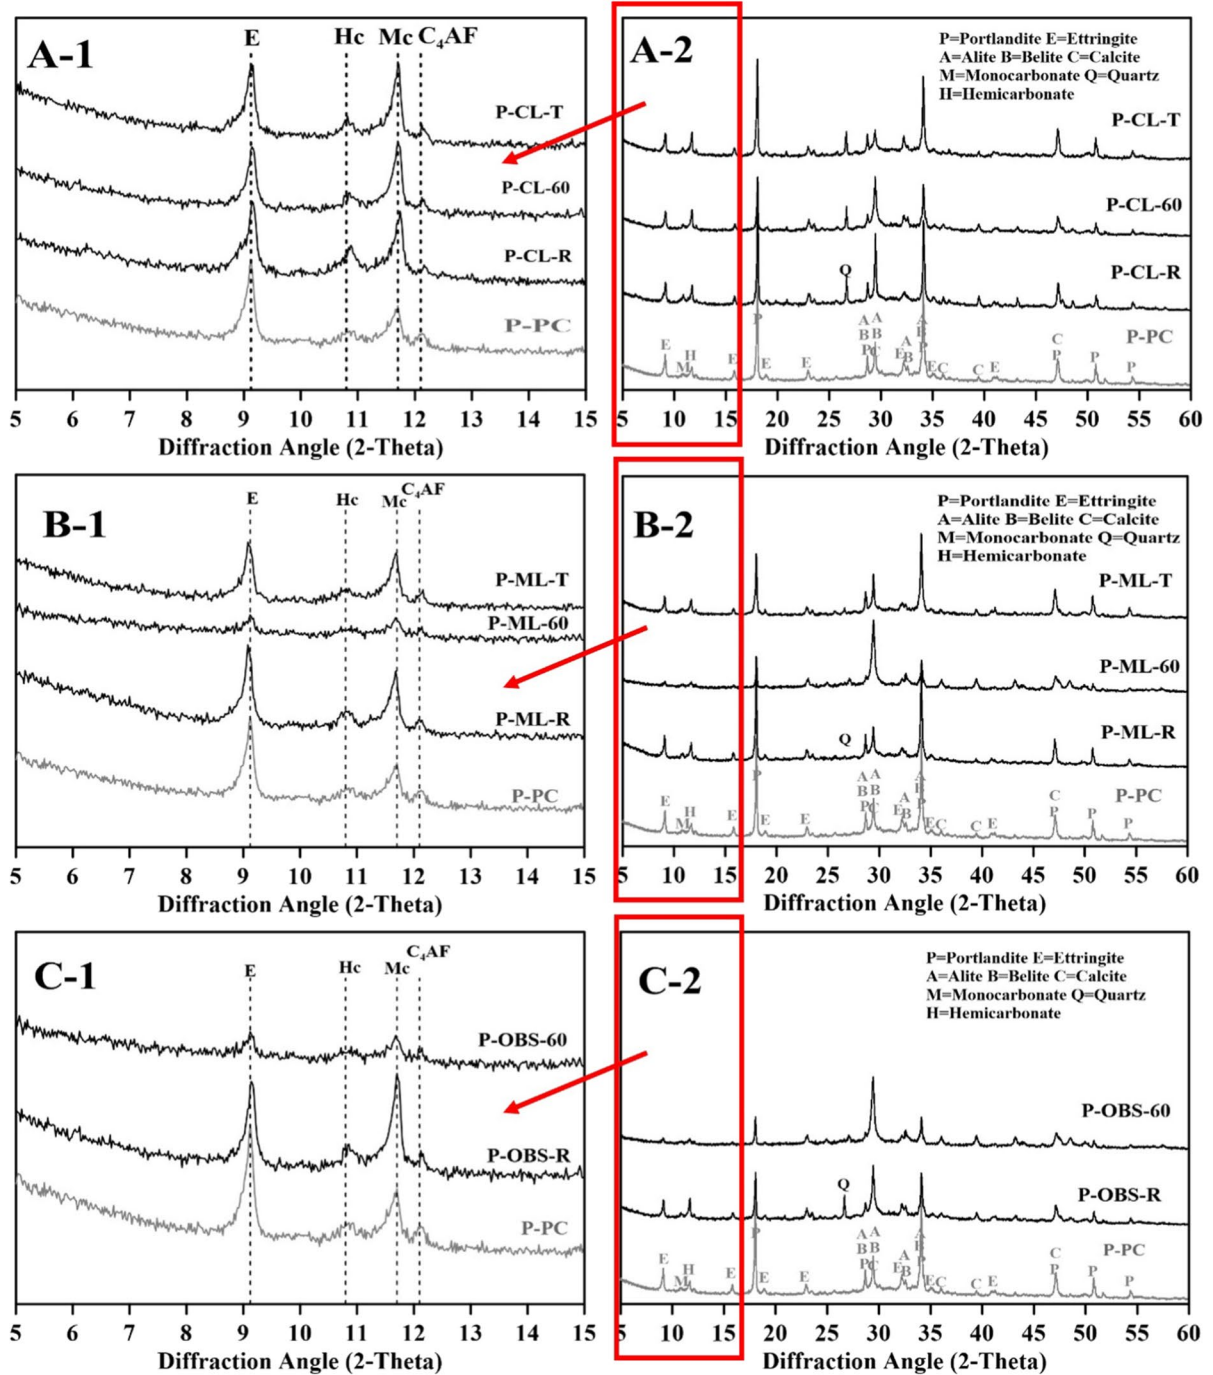 A-1
E Hc Mc C₄AF
P-CL-T
P-CL-60
P-CL-R
P-PC
5 6 7 8 9 10 11 12 13 14 15
Diffraction Angle (2-Theta)
A-2
P=Portlandite E=Ettringite
A=Alite B=Belite C=Calcite
M=Monocarbonate Q=Quartz
H=Hemicarbonate
P-CL-T
P-CL-60
P-CL-R
Q
P-PC
E M H E P E E
A B P
A B C
E A B
A B P
E C C E
C P
P P
5 10 15 20 25 30 35 40 45 50 55 60
Diffraction Angle (2-Theta)
B-1
E Hc Mc C₄AF
P-ML-T
P-ML-60
P-ML-R
P-PC
5 6 7 8 9 10 11 12 13 14 15
Diffraction Angle (2-Theta)
B-2
P=Portlandite E=Ettringite
A=Alite B=Belite C=Calcite
M=Monocarbonate Q=Quartz
H=Hemicarbonate
P-ML-T
P-ML-60
P-ML-R
Q
P-PC
E M H E P E E
A B P
A B C
E A B
A P
E C C E
C P
P P
5 10 15 20 25 30 35 40 45 50 55 60
Diffraction Angle (2-Theta)
C-1
E Hc Mc C₄AF
P-OBS-60
P-OBS-R
P-PC
5 6 7 8 9 10 11 12 13 14 15
Diffraction Angle (2-Theta)
C-2
P=Portlandite E=Ettringite
A=Alite B=Belite C=Calcite
M=Monocarbonate Q=Quartz
H=Hemicarbonate
P-OBS-60
P-OBS-R
Q
P-PC
E M H E P E E
A B P
A B C
E A B
A P
E C C E
C P
P P
5 10 15 20 25 30 35 40 45 50 55 60
Diffraction Angle (2-Theta)